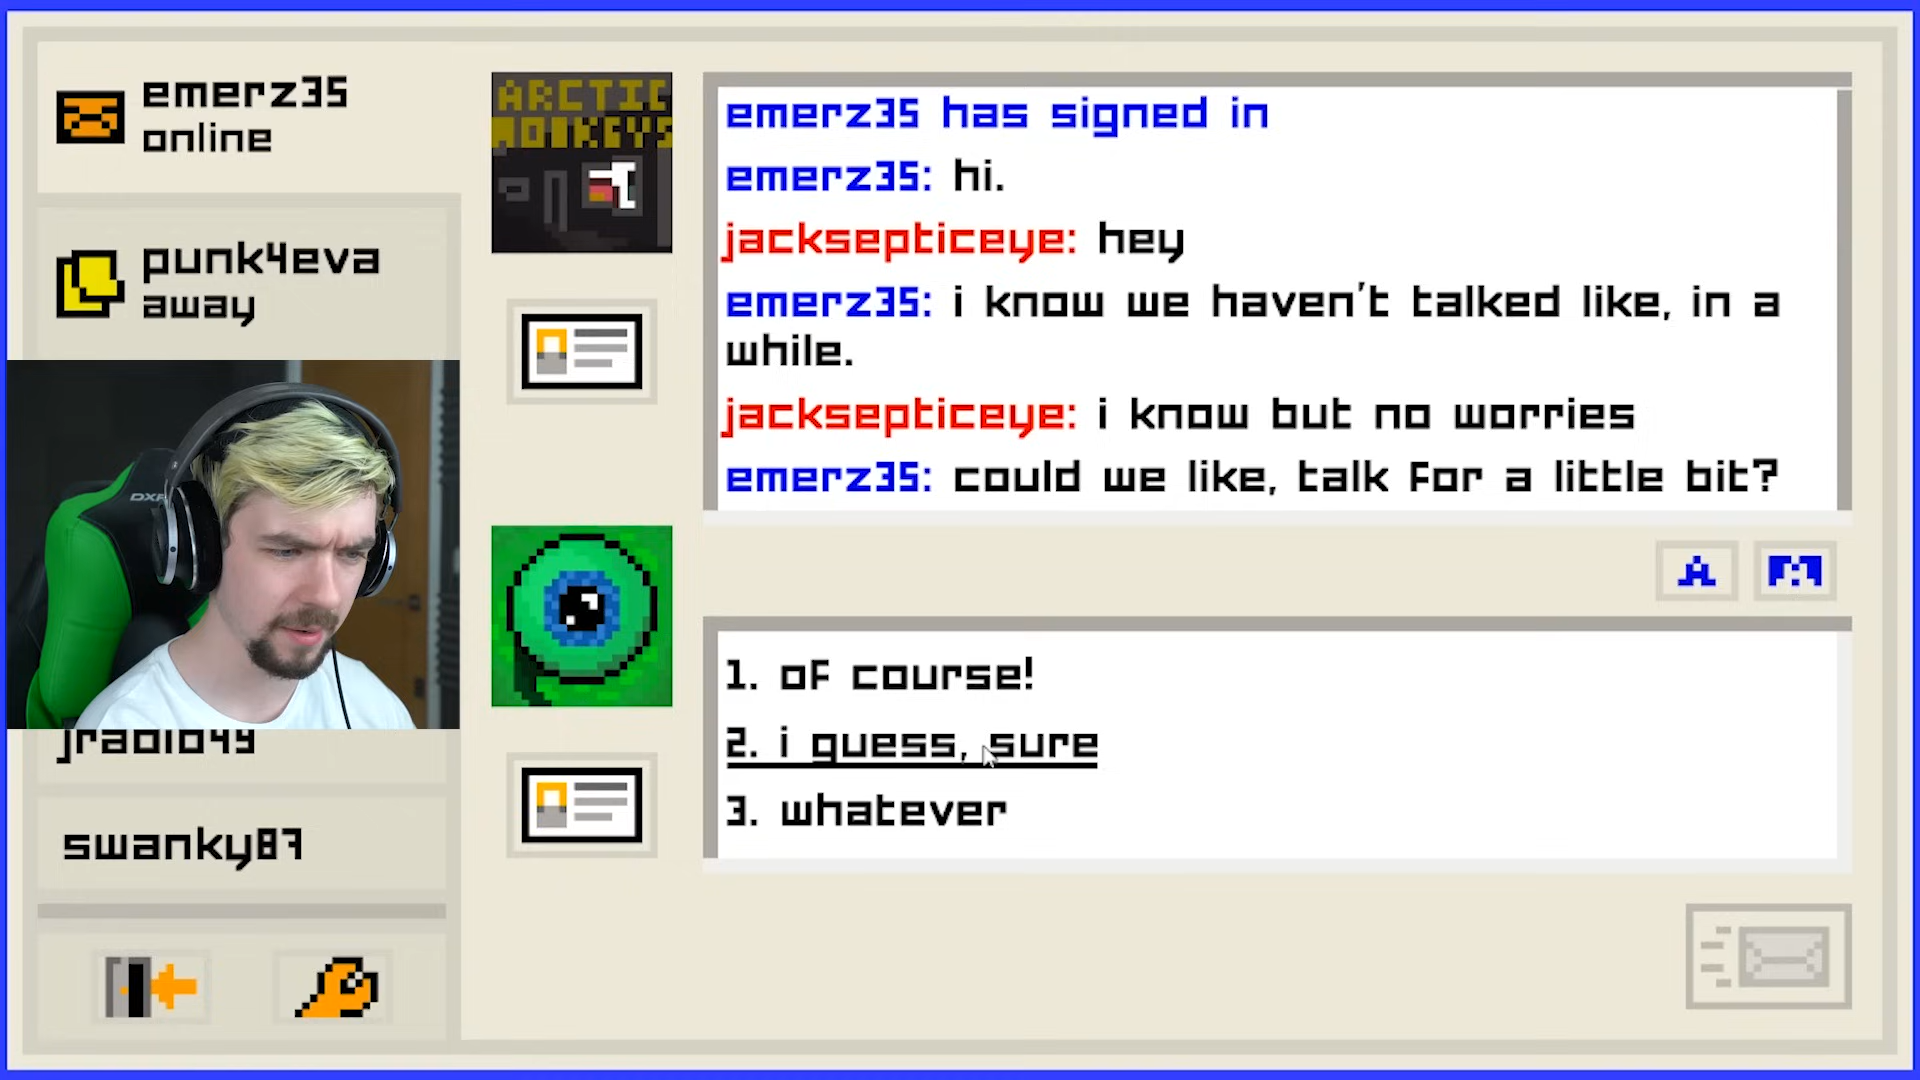 emerz35
online
punk4eva
away
jradio49
swanky87
ARCTIC
MONKEYS
emerz35 has signed in
emerz35: hi.
jacksepticeye: hey
emerz35: i know we haven't talked like, in a
while.
jacksepticeye: i know but no worries
emerz35: could we like, talk for a little bit?
A
1. of course!
2. i guess, sure
3. whatever
DXR